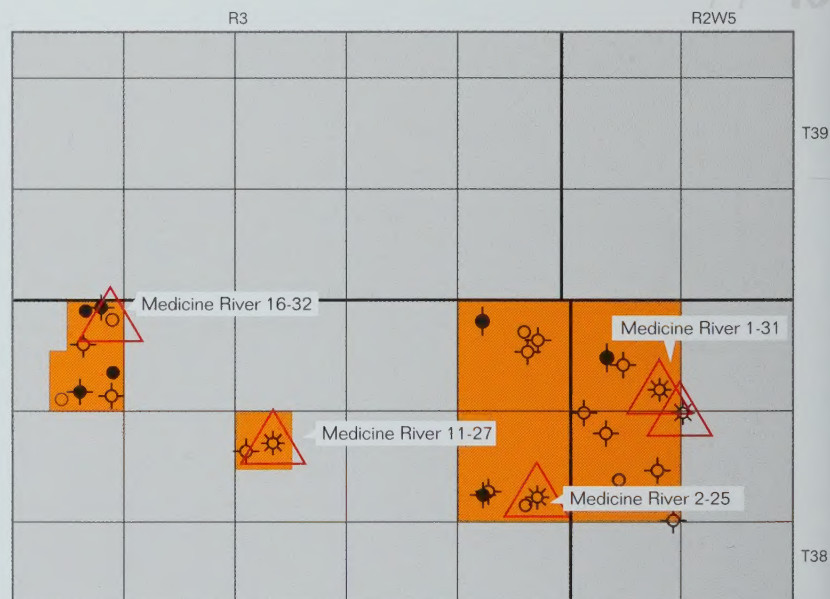 R3
R2W5
T39
Medicine River 16-32
Medicine River 1-31
Medicine River 11-27
Medicine River 2-25
T38